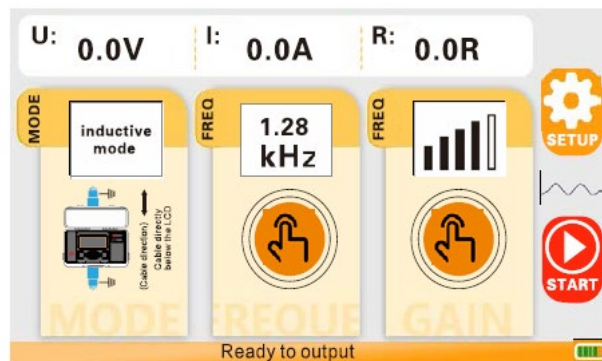 U: 0.0V I: 0.0A R: 0.0R
MODE
inductive
mode
(Cable direction)
Cable directly
below the LCD
MODE
FREQ
1.28
kHz
FREQUE
FREQ
GAIN
SETUP
START
Ready to output